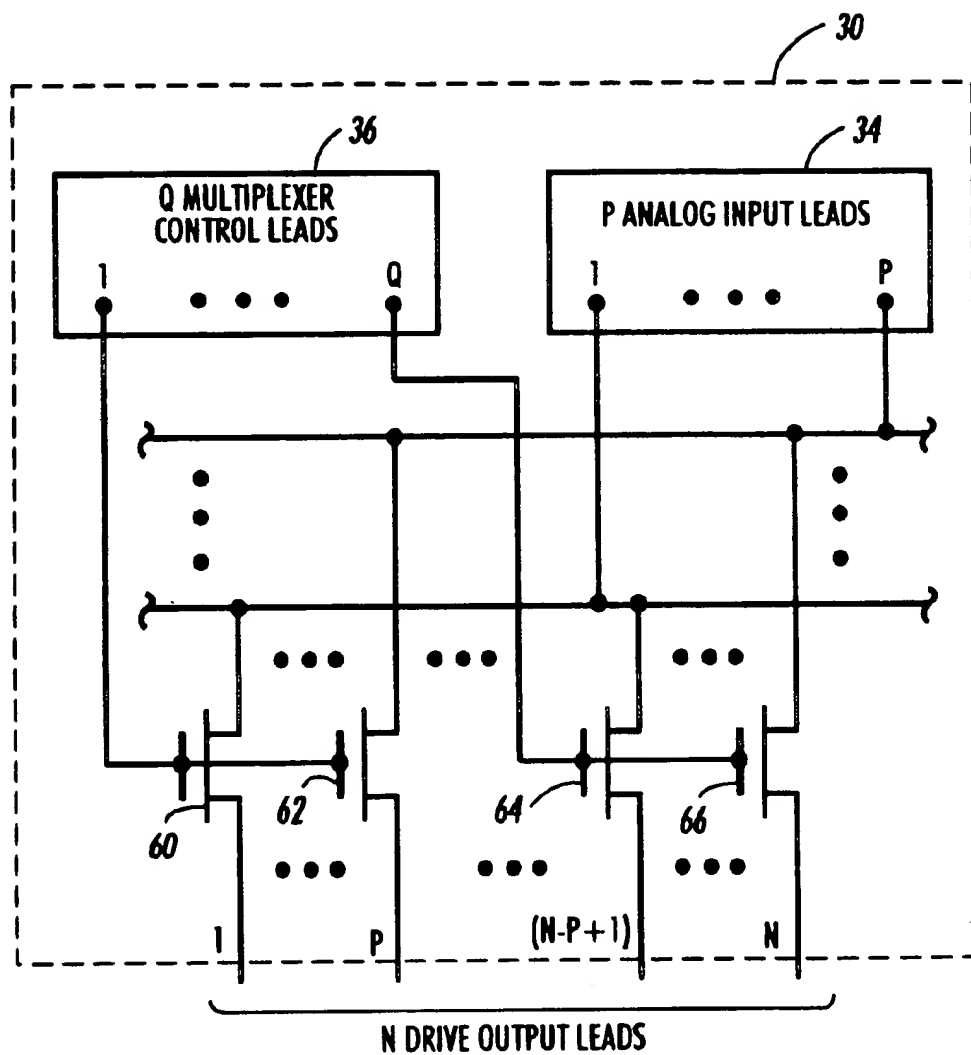 30
36
34
Q MULTIPLEXER
CONTROL LEADS
P ANALOG INPUT LEADS
1
Q
1
P
60
62
64
66
1
P
(N-P+1)
N
N DRIVE OUTPUT LEADS